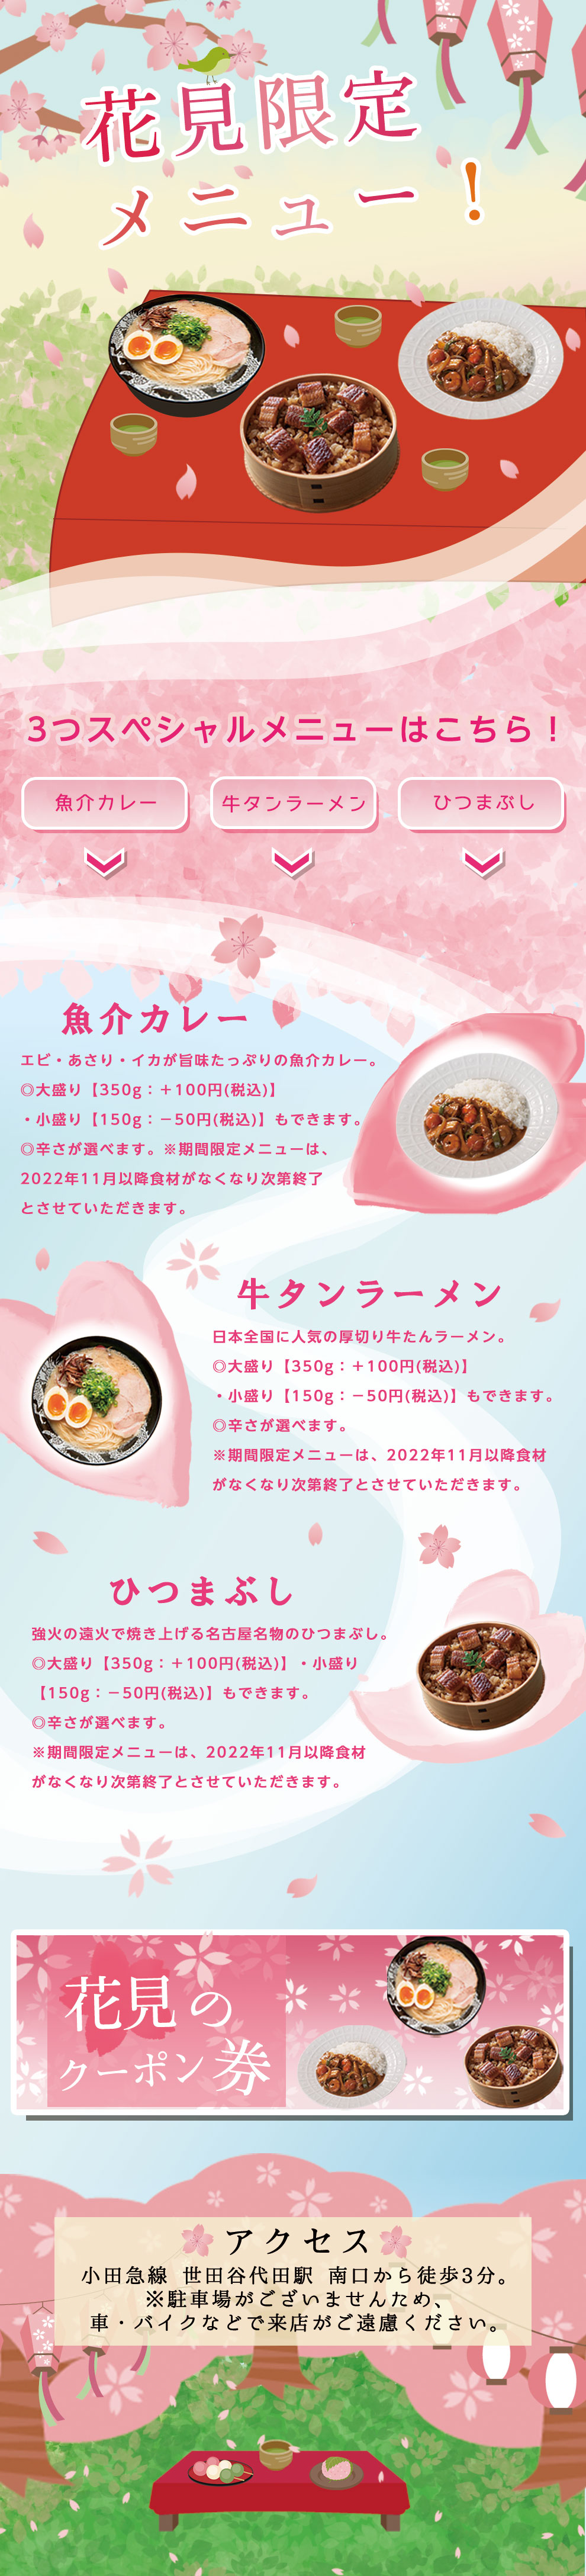 花見限定
メニュー！
3つスペシャルメニューはこちら！
魚介カレー
牛タンラーメン
ひつまぶし
魚介カレー
エビ・あさり・イカが旨味たっぷりの魚介カレー。
◎大盛り【350g：＋100円(税込)】
・小盛り【150g：－50円(税込)】もできます。
◎辛さが選べます。※期間限定メニューは、
2022年11月以降食材がなくなり次第終了
とさせていただきます。
牛タンラーメン
日本全国に人気の厚切り牛たんラーメン。
◎大盛り【350g：＋100円(税込)】
・小盛り【150g：－50円(税込)】もできます。
◎辛さが選べます。
※期間限定メニューは、2022年11月以降食材
がなくなり次第終了とさせていただきます。
ひつまぶし
強火の遠火で焼き上げる名古屋名物のひつまぶし。
◎大盛り【350g：＋100円(税込)】・小盛り
【150g：－50円(税込)】もできます。
◎辛さが選べます。
※期間限定メニューは、2022年11月以降食材
がなくなり次第終了とさせていただきます。
花見の
クーポン券
アクセス
小田急線 世田谷代田駅 南口から徒歩3分。
※駐車場がございませんため、
車・バイクなどで来店がご遠慮ください。